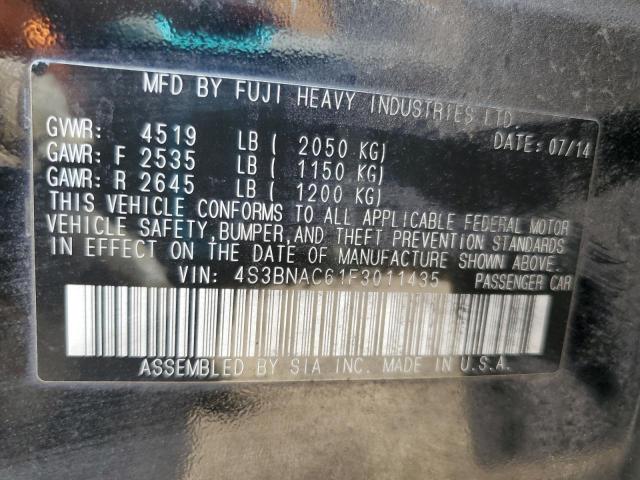 MFD BY FUJI HEAVY INDUSTRIES LTD.
GVWR: 4519 LB ( 2050 KG) DATE: 07/14
GAWR: F 2535 LB ( 1150 KG)
GAWR: R 2645 LB ( 1200 KG)
THIS VEHICLE CONFORMS TO ALL APPLICABLE FEDERAL MOTOR
VEHICLE SAFETY, BUMPER, AND THEFT PREVENTION STANDARDS
IN EFFECT ON THE DATE OF MANUFACTURE SHOWN ABOVE.
VIN: 4S3BNAC61F3011435 PASSENGER CAR
ASSEMBLED BY SIA INC. MADE IN U.S.A.